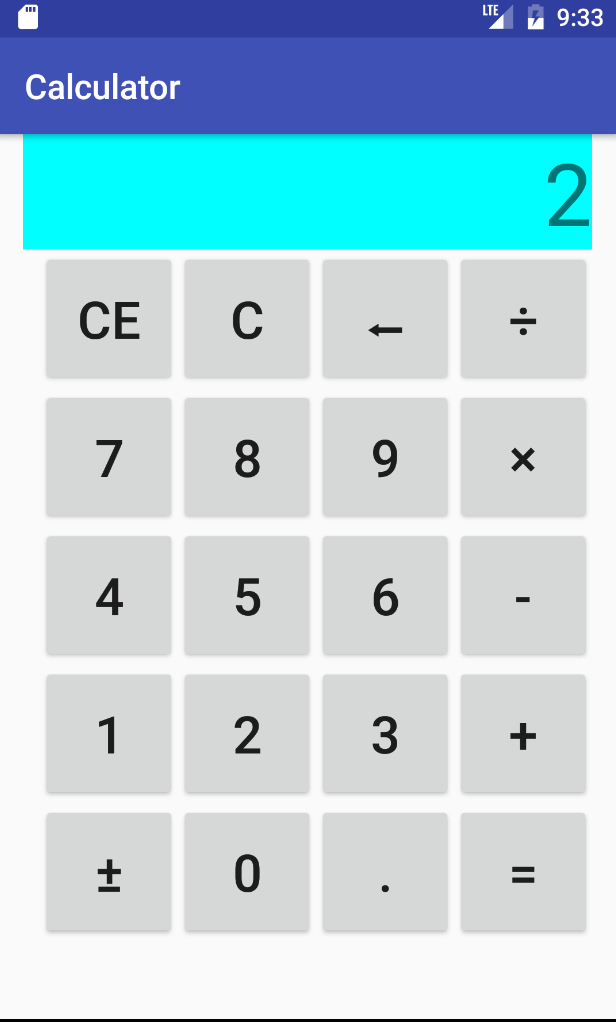 LTE 9:33
Calculator
2
CE C ← ÷
7 8 9 ×
4 5 6 -
1 2 3 +
± 0 . =